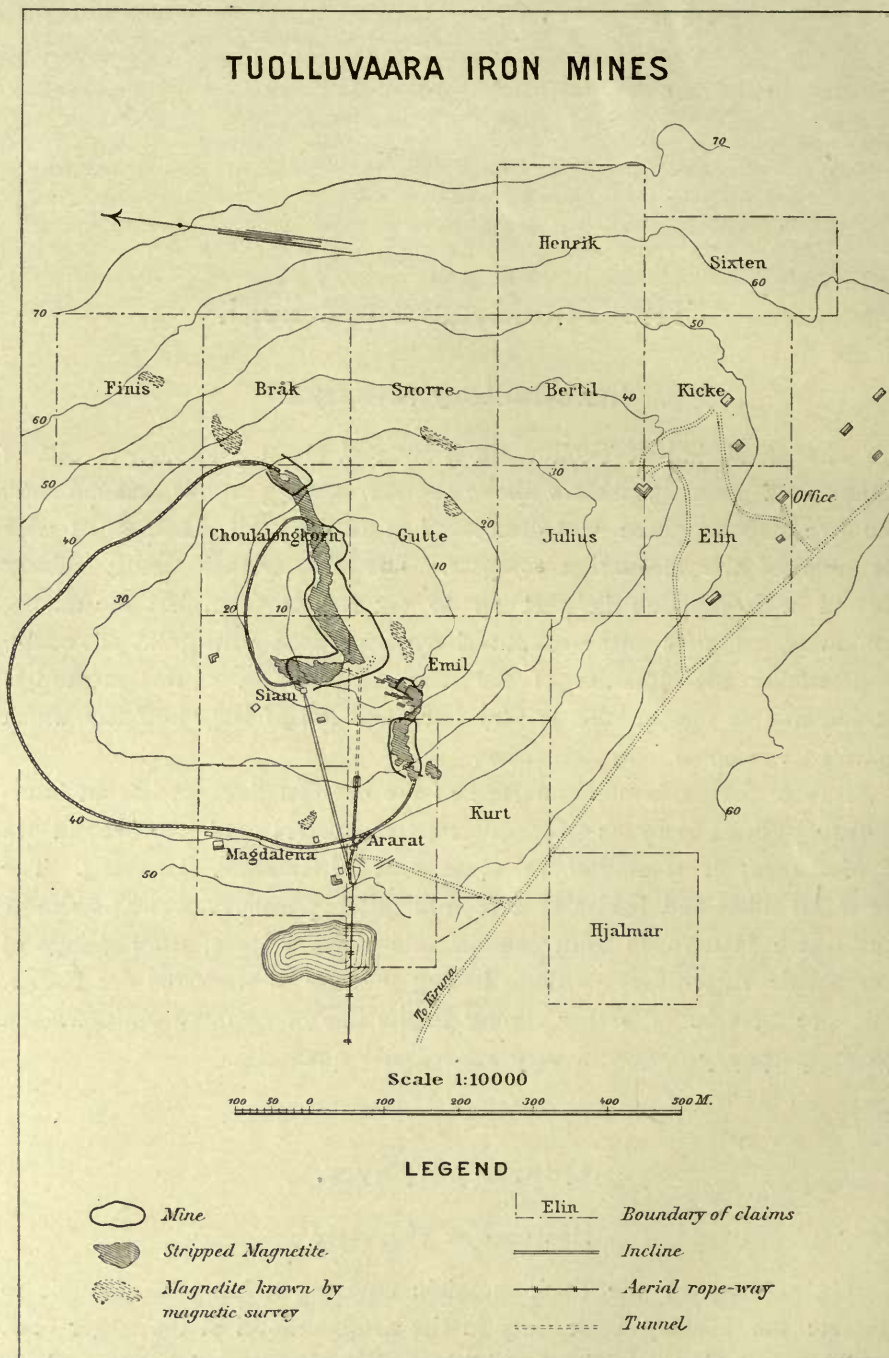 TUOLLUVAARA IRON MINES
70
Henrik
Sixten
60
70
50
Finis
Bråk
Snorre
Bertil
40
Kicke
60
30
50
Office
20
Choulalongkorn
Gutte
Julius
Elin
40
10
30
20
10
Emil
Siam
Kurt
60
40
Ararat
Magdalena
50
Hjalmar
To Kiruna
Scale 1:10000
100 50 0 100 200 300 400 500 M.
LEGEND
Mine
Elin
Boundary of claims
Stripped Magnetite
Incline
Magnetite known by
magnetic survey
Aerial rope-way
Tunnel